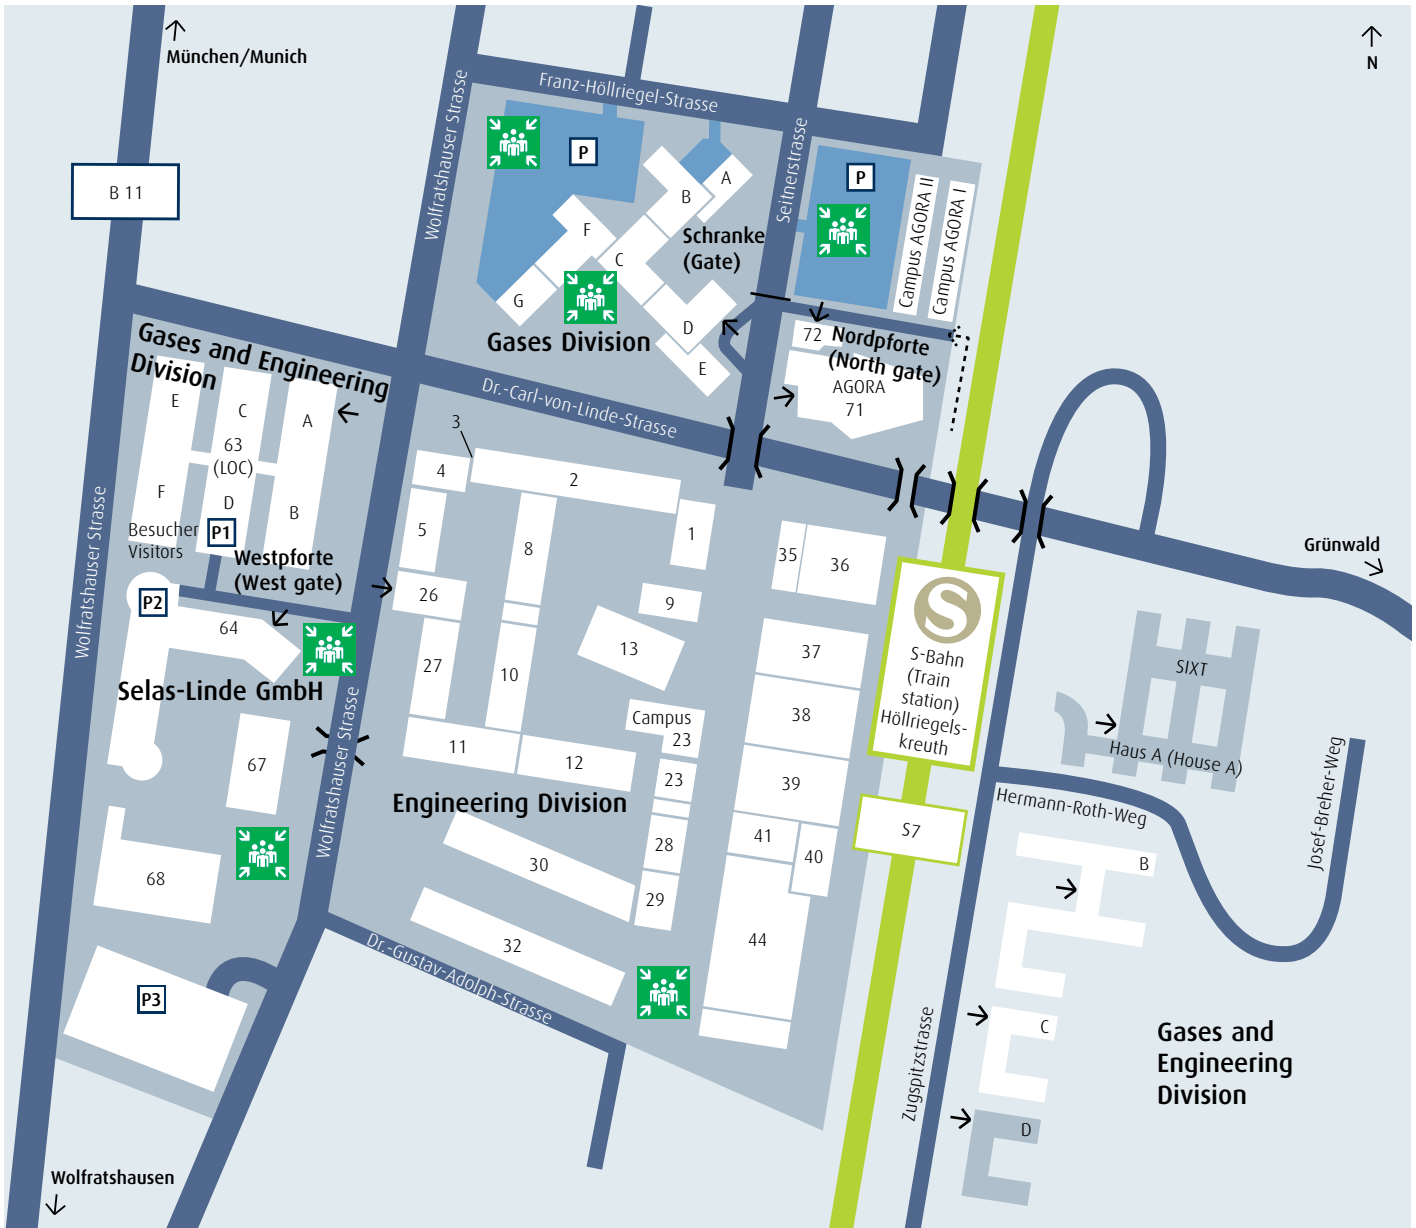 München/Munich
N
B 11
Wolfratshauser Strasse
Franz-Höllriegel-Strasse
Seitnerstrasse
P
P
A
B
F
C
G
D
E
Schranke
(Gate)
Gases Division
Campus AGORA II
Campus AGORA I
72
Nordpforte
(North gate)
AGORA
71
Gases and Engineering
Division
E
C
A
63
(LOC)
F
D
B
Besucher
Visitors
P1
Westpforte
(West gate)
P2
64
Selas-Linde GmbH
67
68
P3
Wolfratshauser Strasse
Wolfratshauser Strasse
Wolfratshausen
Dr.-Carl-von-Linde-Strasse
3
4
2
5
8
1
35
36
26
9
27
10
13
37
Campus
23
38
11
12
23
39
Engineering Division
41
40
28
30
29
32
44
Dr.-Gustav-Adolph-Strasse
S
S-Bahn
(Train
station)
Höllriegels-
kreuth
S7
Grünwald
SIXT
Haus A (House A)
Hermann-Roth-Weg
Josef-Breher-Weg
B
C
D
Zugspitzstrasse
Gases and
Engineering
Division